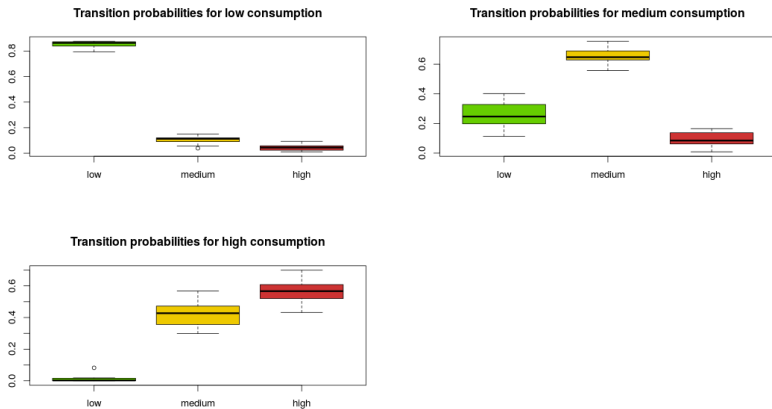 Transition probabilities for low consumption
0.8
0.6
0.4
0.2
0.0
low medium high
Transition probabilities for medium consumption
0.6
0.4
0.2
0.0
low medium high
Transition probabilities for high consumption
0.6
0.4
0.2
0.0
low medium high